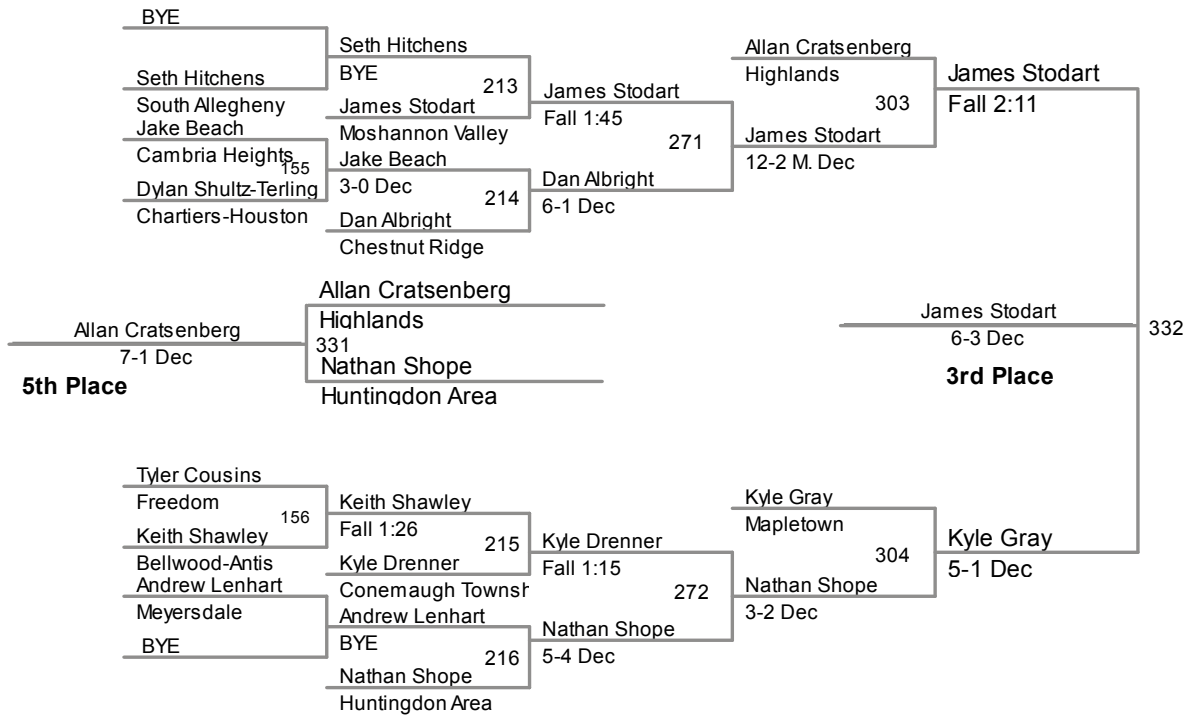 BYE
Seth Hitchens
South Allegheny
Jake Beach
Cambria Heights
155
Dylan Shultz-Terling
Chartiers-Houston
Seth Hitchens
BYE
213
James Stodart
Moshannon Valley
Jake Beach
3-0 Dec
214
Dan Albright
Chestnut Ridge
James Stodart
Fall 1:45
271
Dan Albright
6-1 Dec
Allan Cratsenberg
Highlands
303
James Stodart
12-2 M. Dec
James Stodart
Fall 2:11
Allan Cratsenberg
7-1 Dec
5th Place
Allan Cratsenberg
Highlands
331
Nathan Shope
Huntingdon Area
James Stodart
6-3 Dec
3rd Place
332
Tyler Cousins
Freedom
156
Keith Shawley
Bellwood-Antis
Andrew Lenhart
Meyersdale
BYE
Keith Shawley
Fall 1:26
215
Kyle Drenner
Conemaugh Townsh
Andrew Lenhart
BYE
216
Nathan Shope
Huntingdon Area
Kyle Drenner
Fall 1:15
272
Nathan Shope
5-4 Dec
Kyle Gray
Mapletown
304
Nathan Shope
3-2 Dec
Kyle Gray
5-1 Dec